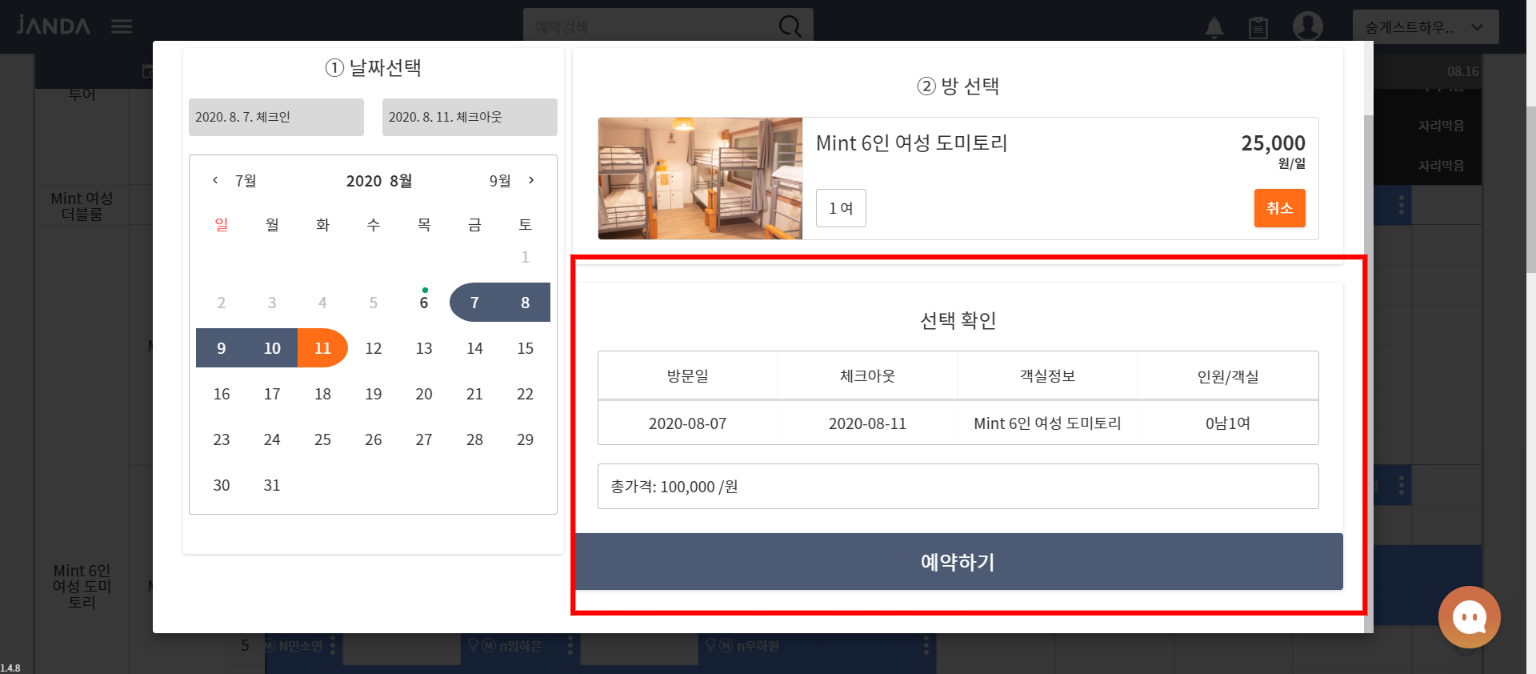 JANDA
예약검색
숨게스트하우..
08.16
투어
자리막음
자리막음
Mint 여성
더블룸
Mint 6인
여성 도미
토리
① 날짜선택
2020. 8. 7. 체크인
2020. 8. 11. 체크아웃
‹ 7월
2020 8월
9월 ›
일 월 화 수 목 금 토
1
2 3 4 5 6 7 8
9 10 11 12 13 14 15
16 17 18 19 20 21 22
23 24 25 26 27 28 29
30 31
② 방 선택
Mint 6인 여성 도미토리
25,000
원/일
1 여
취소
선택 확인
방문일 체크아웃 객실정보 인원/객실
2020-08-07 2020-08-11 Mint 6인 여성 도미토리 0남1여
총가격: 100,000 /원
예약하기
5
N민소연
n임하은
n우하원
1.4.8